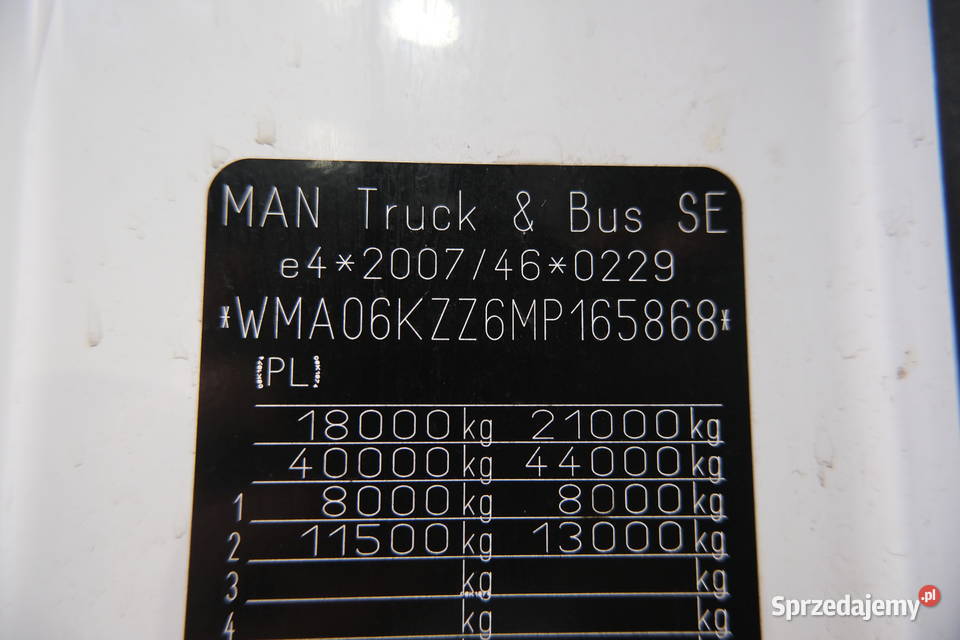 MAN Truck & Bus SE
e4*2007/46*0229
*WMA06KZZ6MP165868*
PL
18000 kg 21000 kg
40000 kg 44000 kg
1 8000 kg 8000 kg
2 11500 kg 13000 kg
3 kg kg
4 kg kg
Sprzedajemy.pl